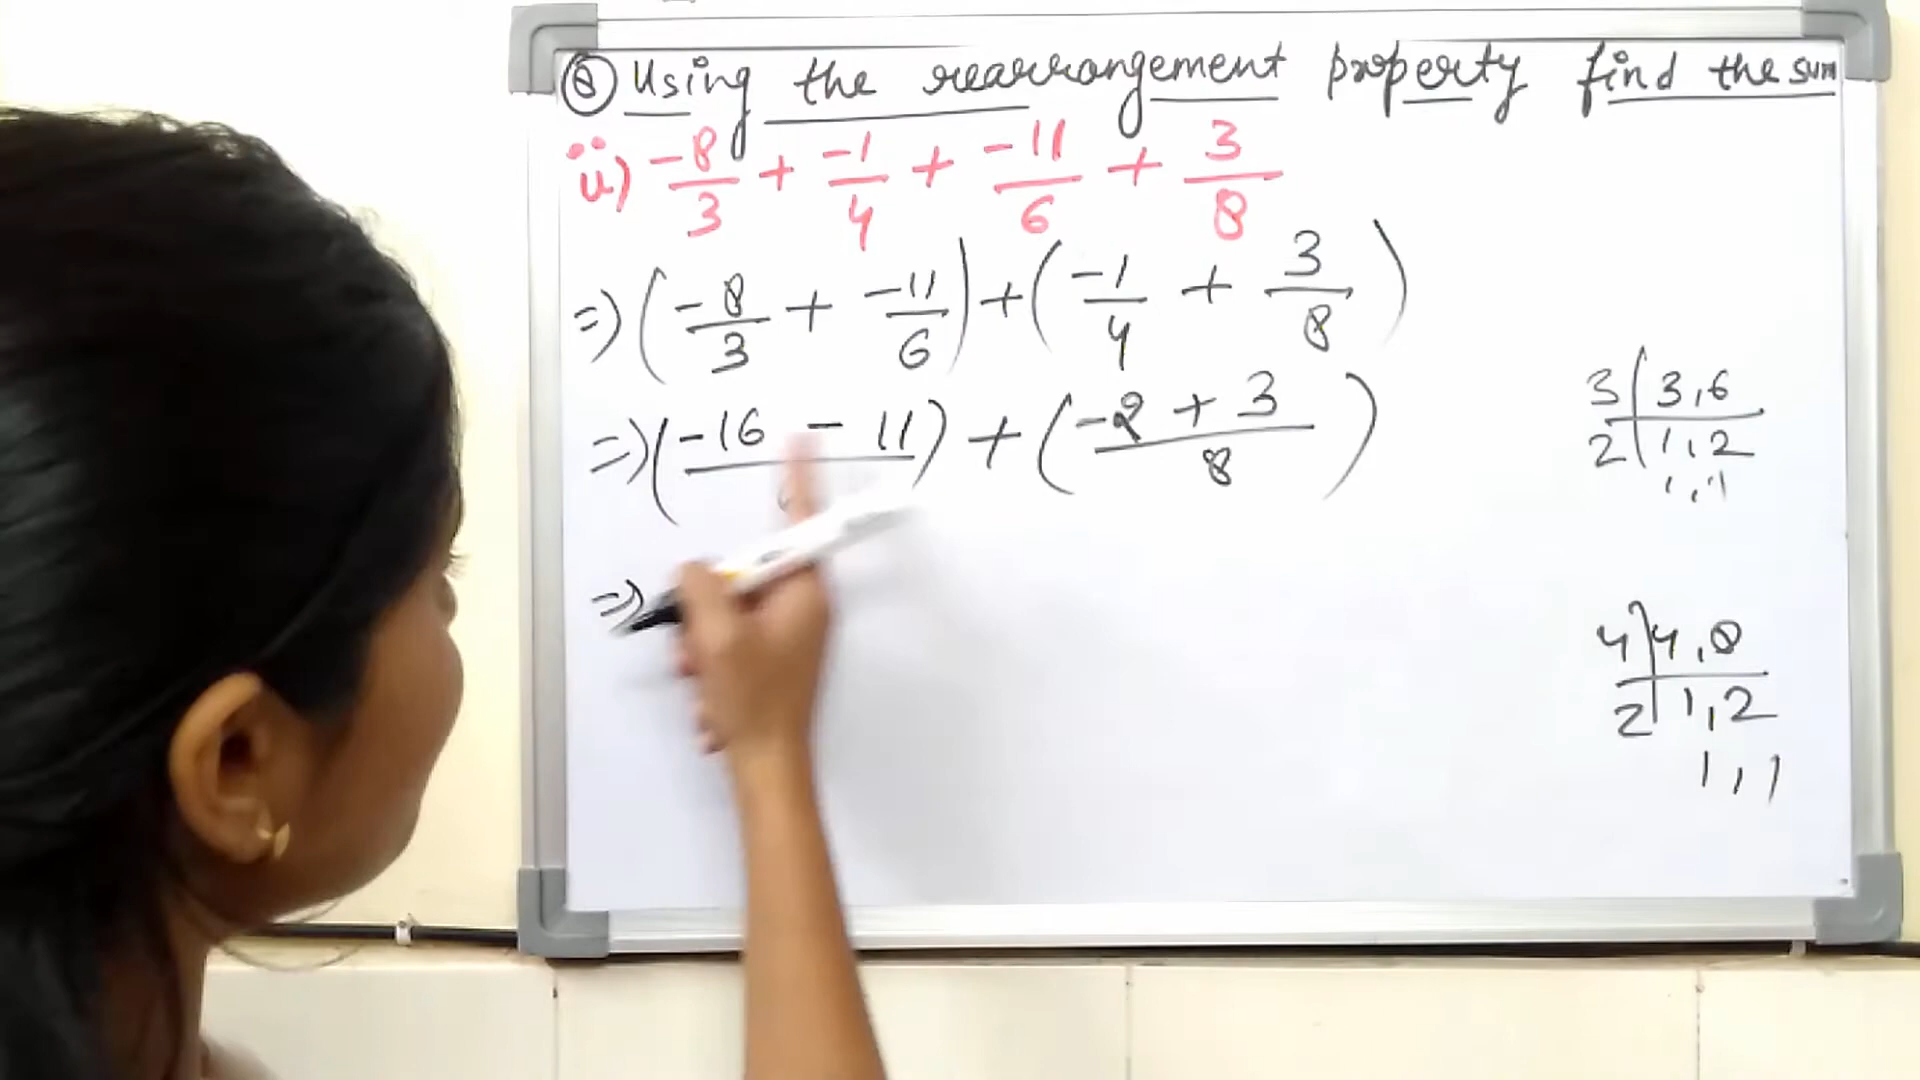 Q Using the rearrangement property find the sum
ii) -8/3 + -1/4 + -11/6 + 3/8
=> (-8/3 + -11/6) + (-1/4 + 3/8)
=> (-16 - 11/) + (-2 + 3/8)
=>
3 | 3,6
2 | 1,2
1,1
4 | 4,8
2 | 1,2
1,1